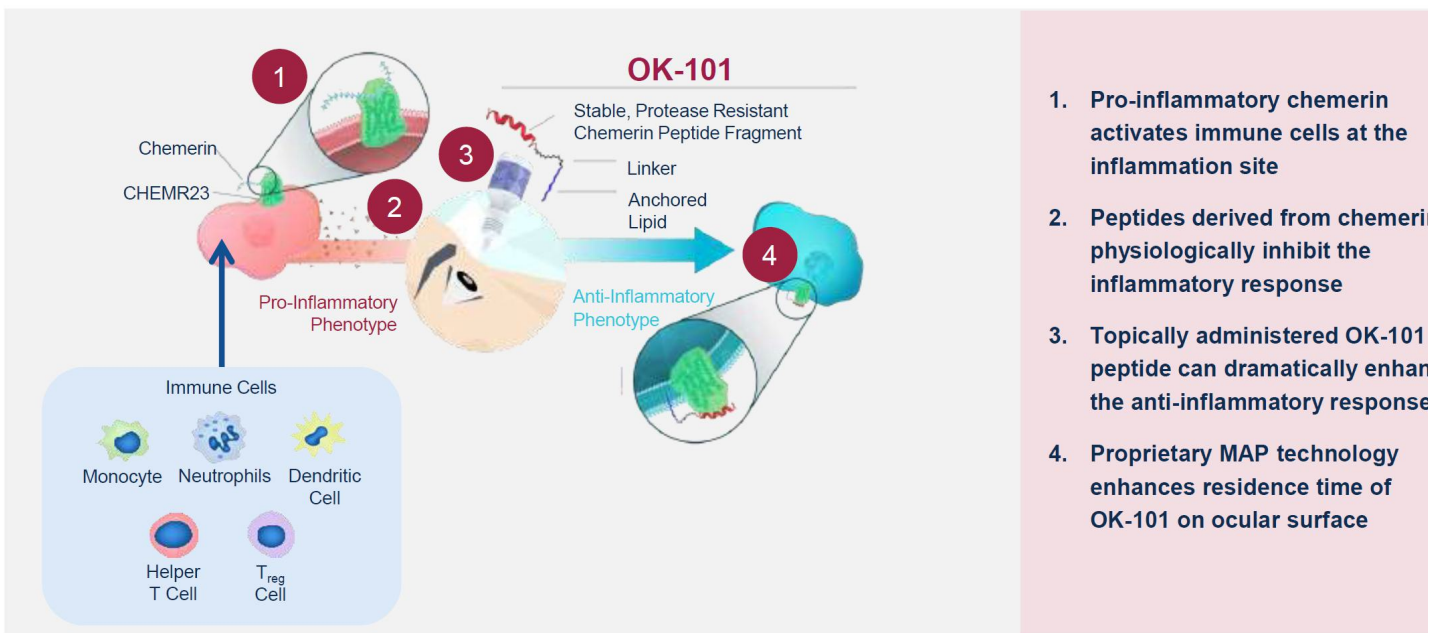 1
OK-101
Stable, Protease Resistant
Chemerin Peptide Fragment
Chemerin
3
Linker
CHEMR23
2
Anchored
Lipid
4
Pro-Inflammatory
Phenotype
Anti-Inflammatory
Phenotype
Immune Cells
Monocyte
Neutrophils
Dendritic
Cell
Helper
T Cell
Treg
Cell
1. Pro-inflammatory chemerin
activates immune cells at the
inflammation site
2. Peptides derived from chemerin
physiologically inhibit the
inflammatory response
3. Topically administered OK-101
peptide can dramatically enhan
the anti-inflammatory response
4. Proprietary MAP technology
enhances residence time of
OK-101 on ocular surface